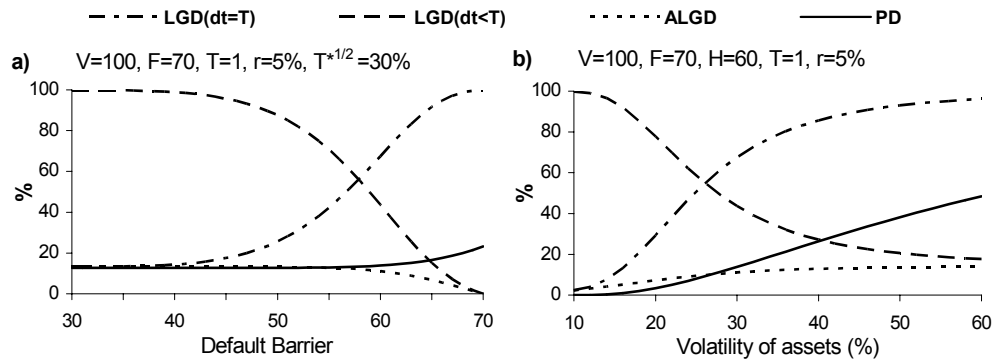 LGD(dt=T) LGD(dt<T) ALGD PD
a) V=100, F=70, T=1, r=5%, T*1/2 =30%
100
80
60
40
20
0
%
30 40 50 60 70
Default Barrier
b) V=100, F=70, H=60, T=1, r=5%
100
80
60
40
20
0
%
10 20 30 40 50 60
Volatility of assets (%)